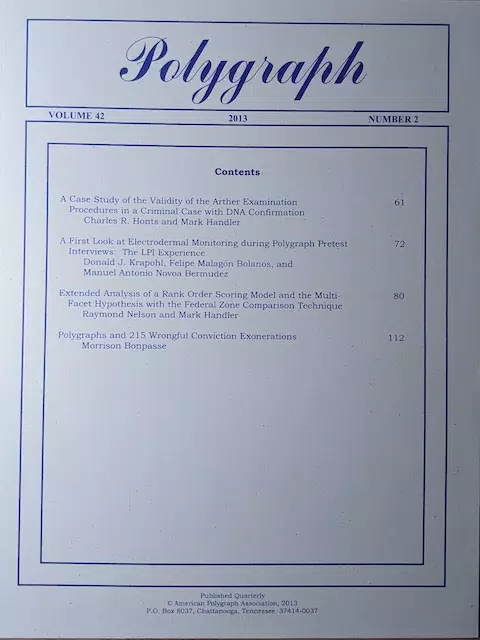 Polygraph
VOLUME 42 2013 NUMBER 2
Contents
A Case Study of the Validity of the Arther Examination 61
Procedures in a Criminal Case with DNA Confirmation
Charles R. Honts and Mark Handler
A First Look at Electrodermal Monitoring during Polygraph Pretest 72
Interviews: The LPI Experience
Donald J. Krapohl, Felipe Malagón Bolanos, and
Manuel Antonio Novoa Bermudez
Extended Analysis of a Rank Order Scoring Model and the Multi- 80
Facet Hypothesis with the Federal Zone Comparison Technique
Raymond Nelson and Mark Handler
Polygraphs and 215 Wrongful Conviction Exonerations 112
Morrison Bonpasse
Published Quarterly
© American Polygraph Association, 2013
P.O. Box 8037, Chattanooga, Tennessee 37414-0037